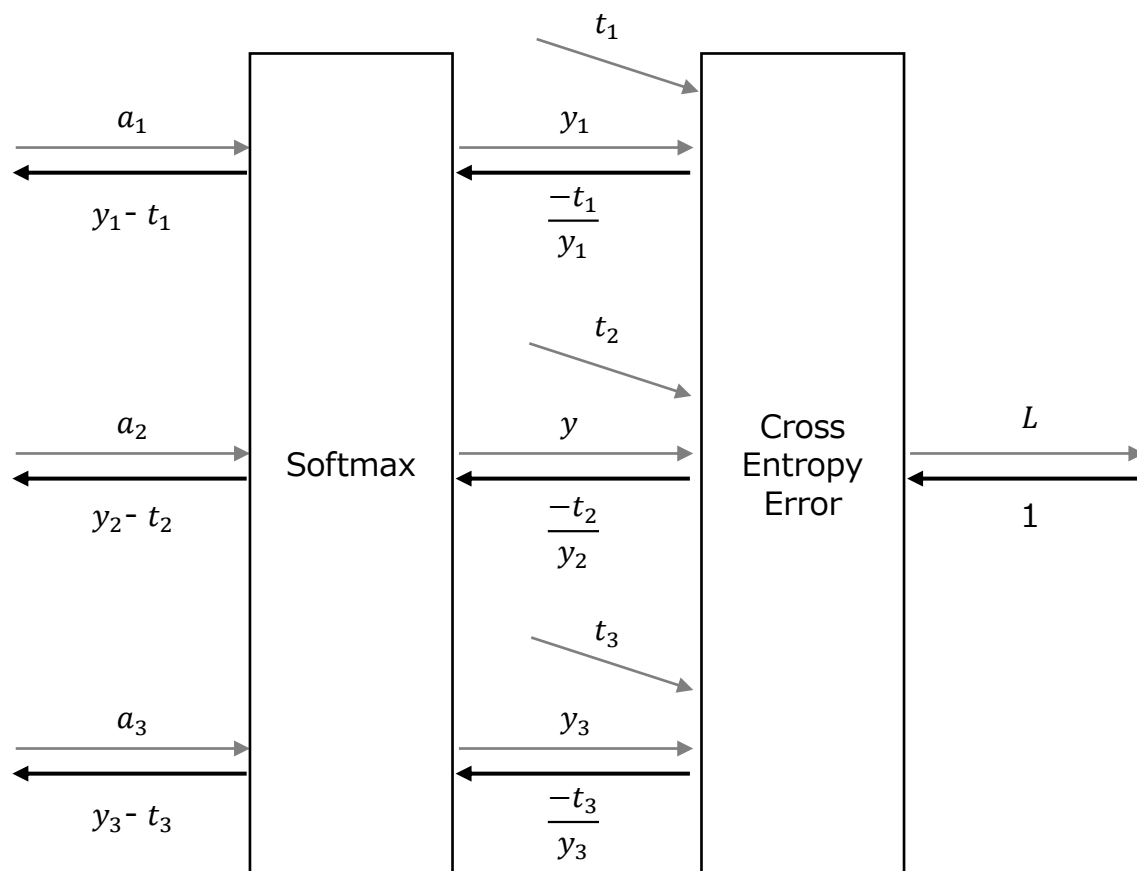 t₁
a₁
y₁
y₁ - t₁
−t₁
y₁
t₂
a₂
Softmax
y
Cross
Entropy
Error
L
y₂ - t₂
−t₂
y₂
1
t₃
a₃
y₃
y₃ - t₃
−t₃
y₃